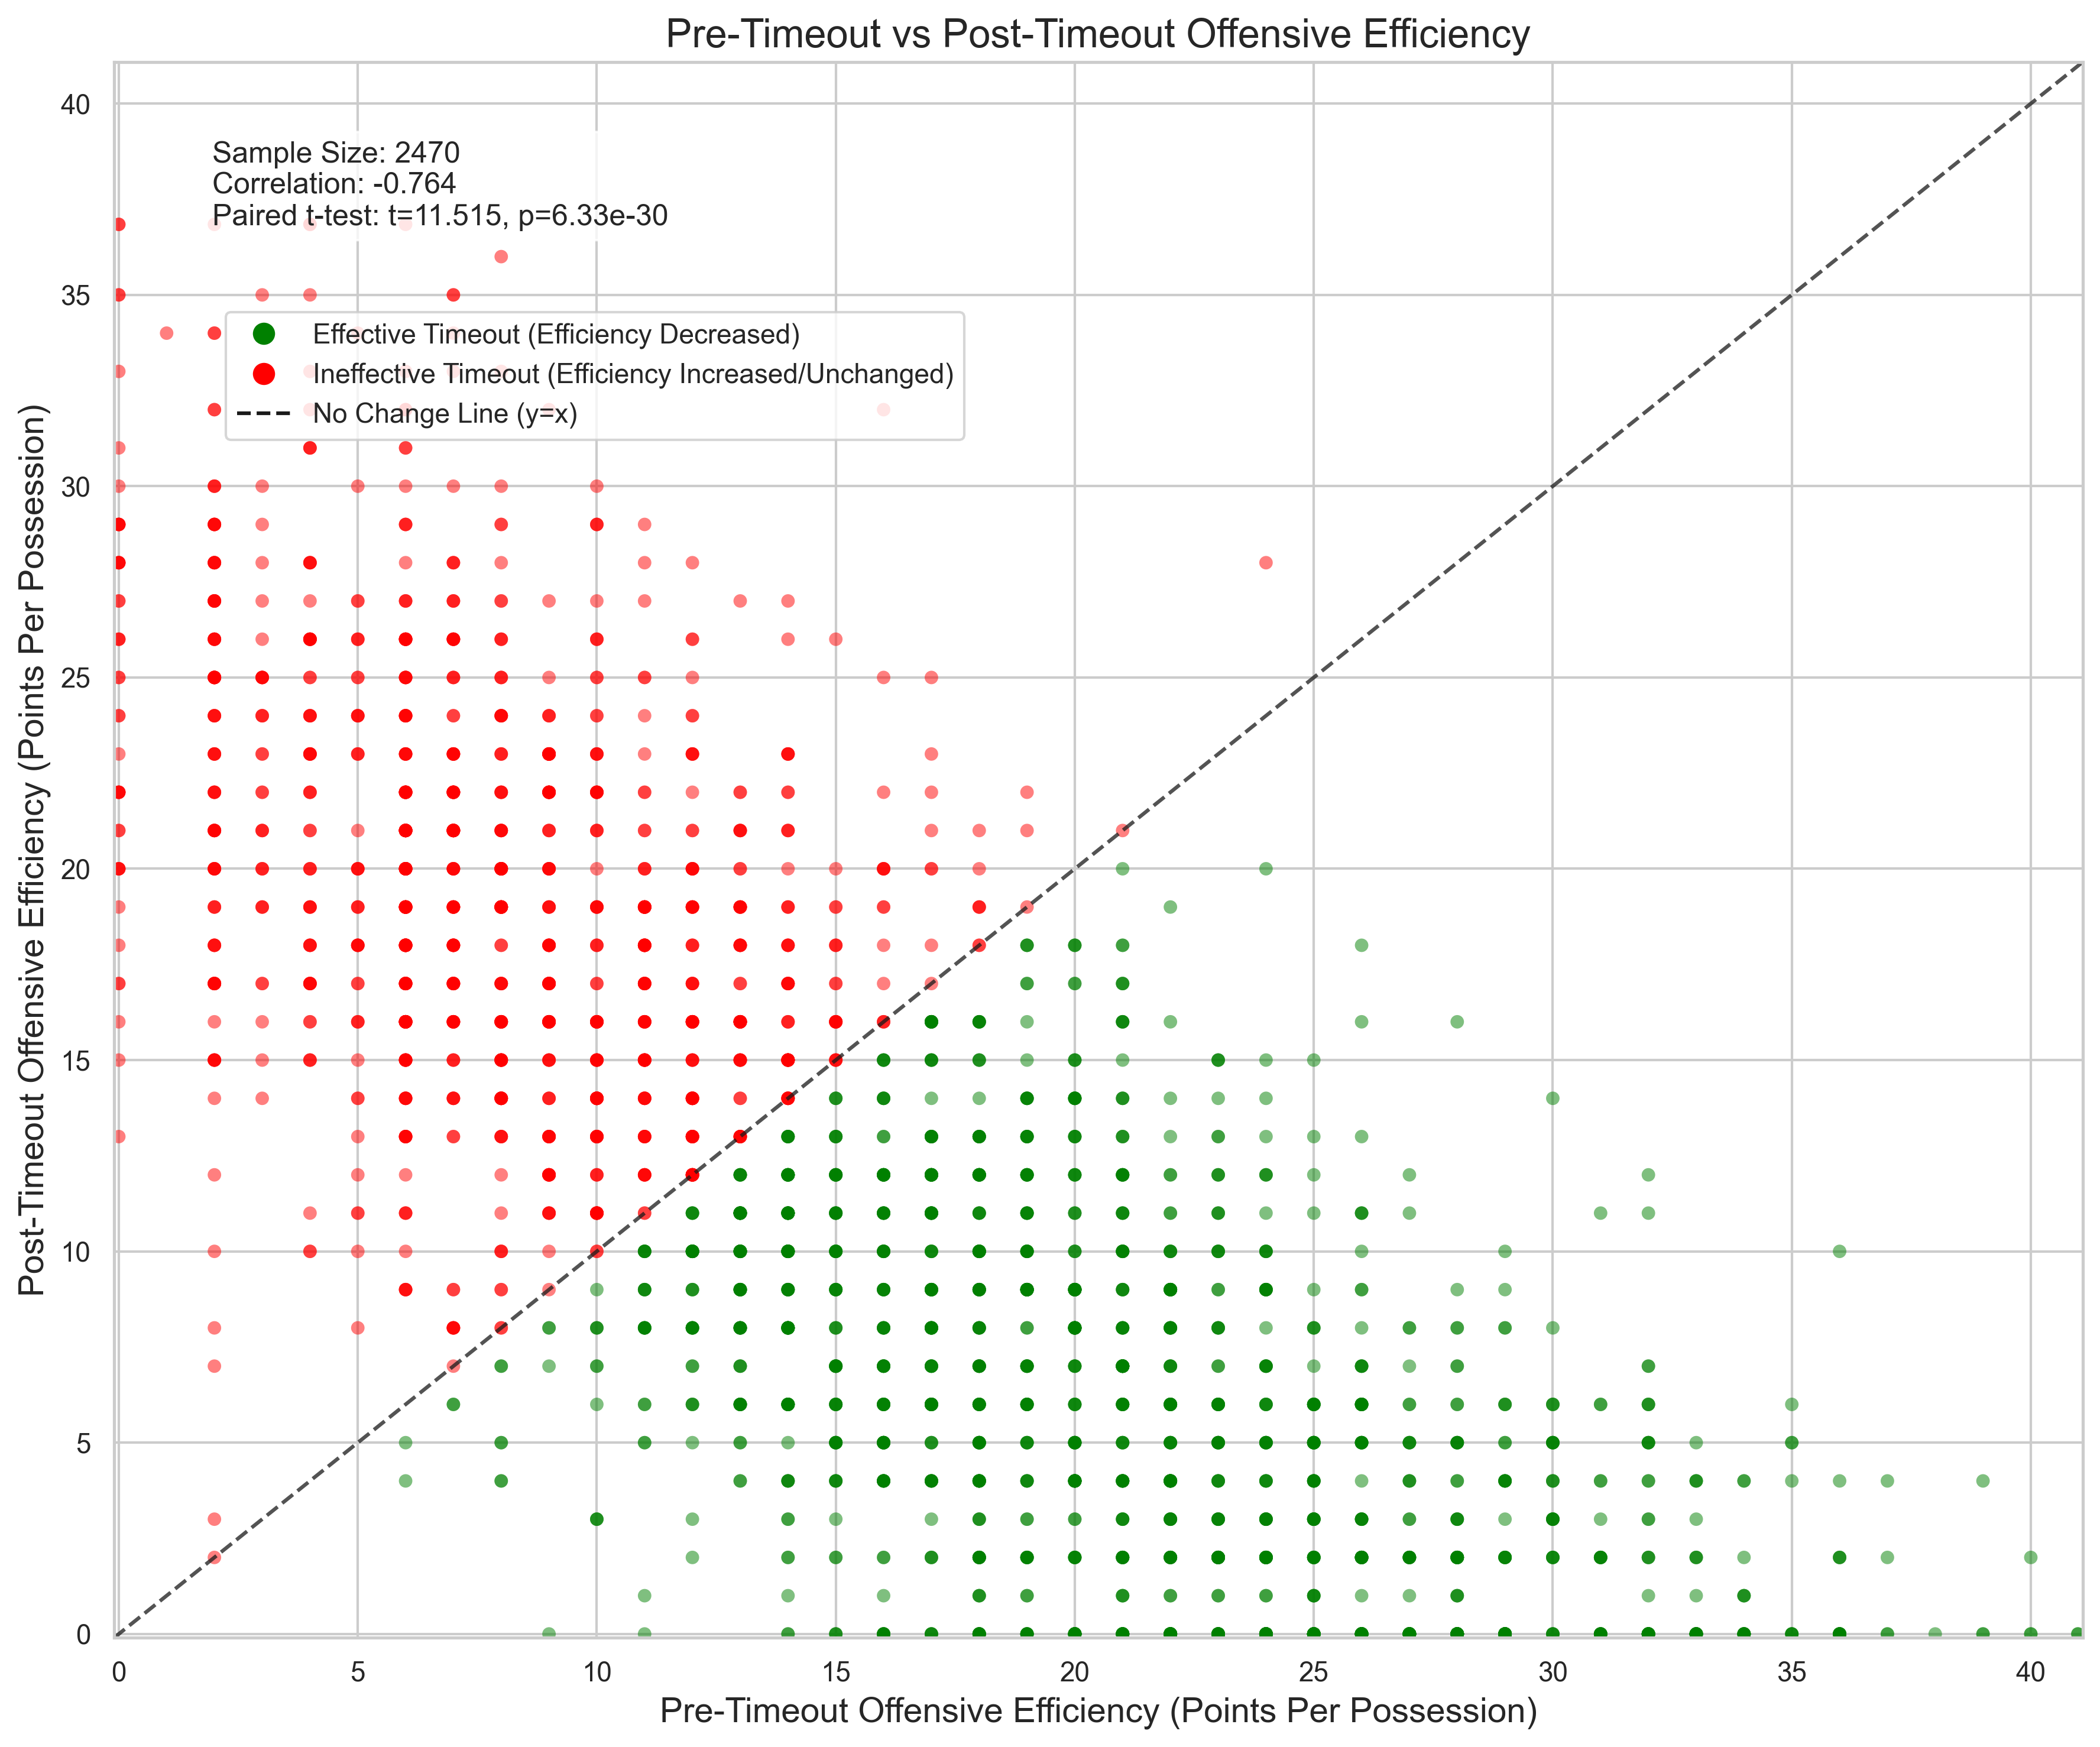 Pre-Timeout vs Post-Timeout Offensive Efficiency
Sample Size: 2470
Correlation: -0.764
Paired t-test: t=11.515, p=6.33e-30
Effective Timeout (Efficiency Decreased)
Ineffective Timeout (Efficiency Increased/Unchanged)
No Change Line (y=x)
Post-Timeout Offensive Efficiency (Points Per Possession)
40
35
30
25
20
15
10
5
0
0 5 10 15 20 25 30 35 40
Pre-Timeout Offensive Efficiency (Points Per Possession)